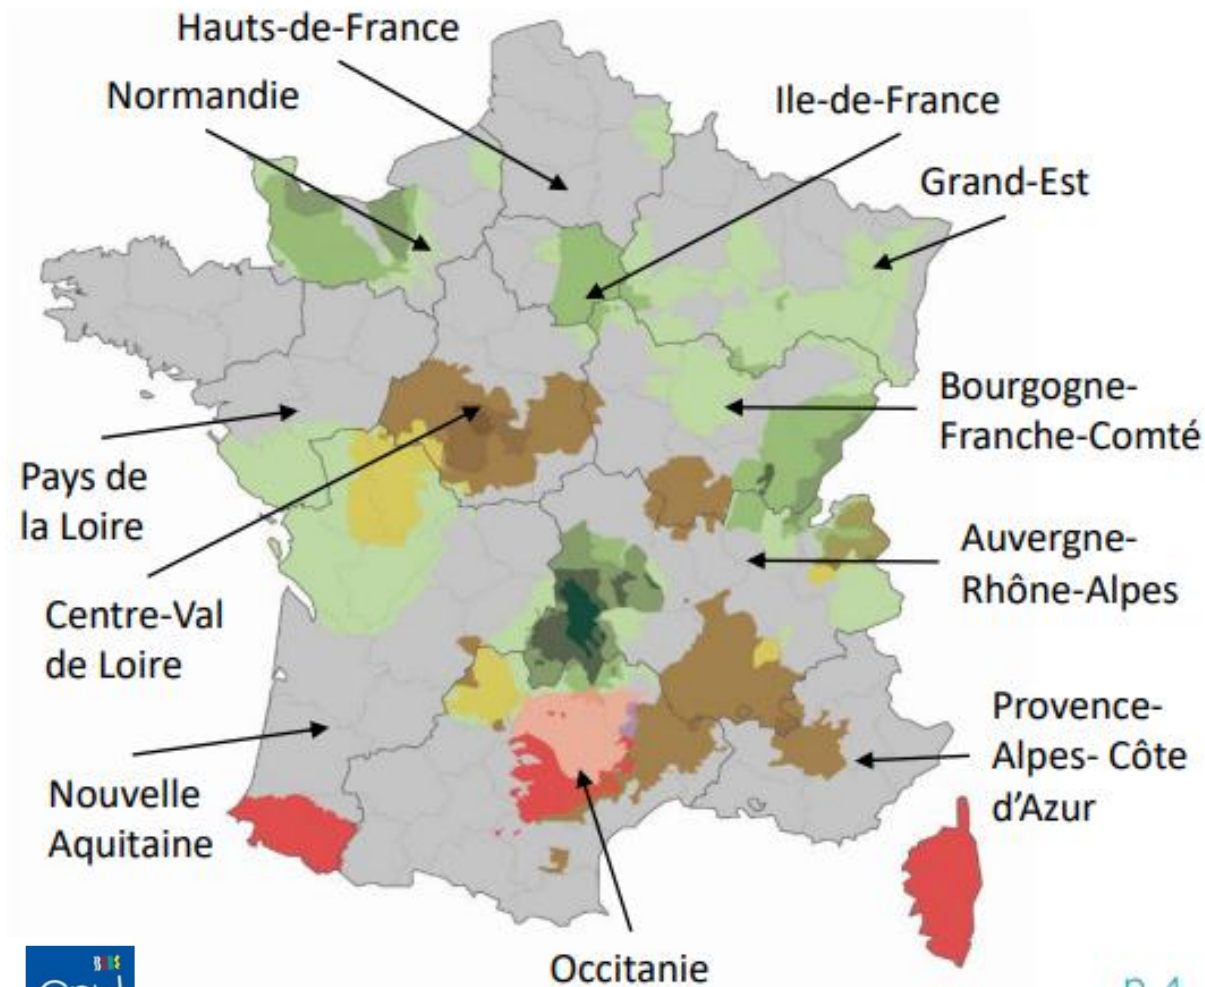 Hauts-de-France
Normandie
Ile-de-France
Grand-Est
Bourgogne-
Franche-Comté
Pays de
la Loire
Auvergne-
Rhône-Alpes
Centre-Val
de Loire
Provence-
Alpes- Côte
d’Azur
Nouvelle
Aquitaine
Occitanie